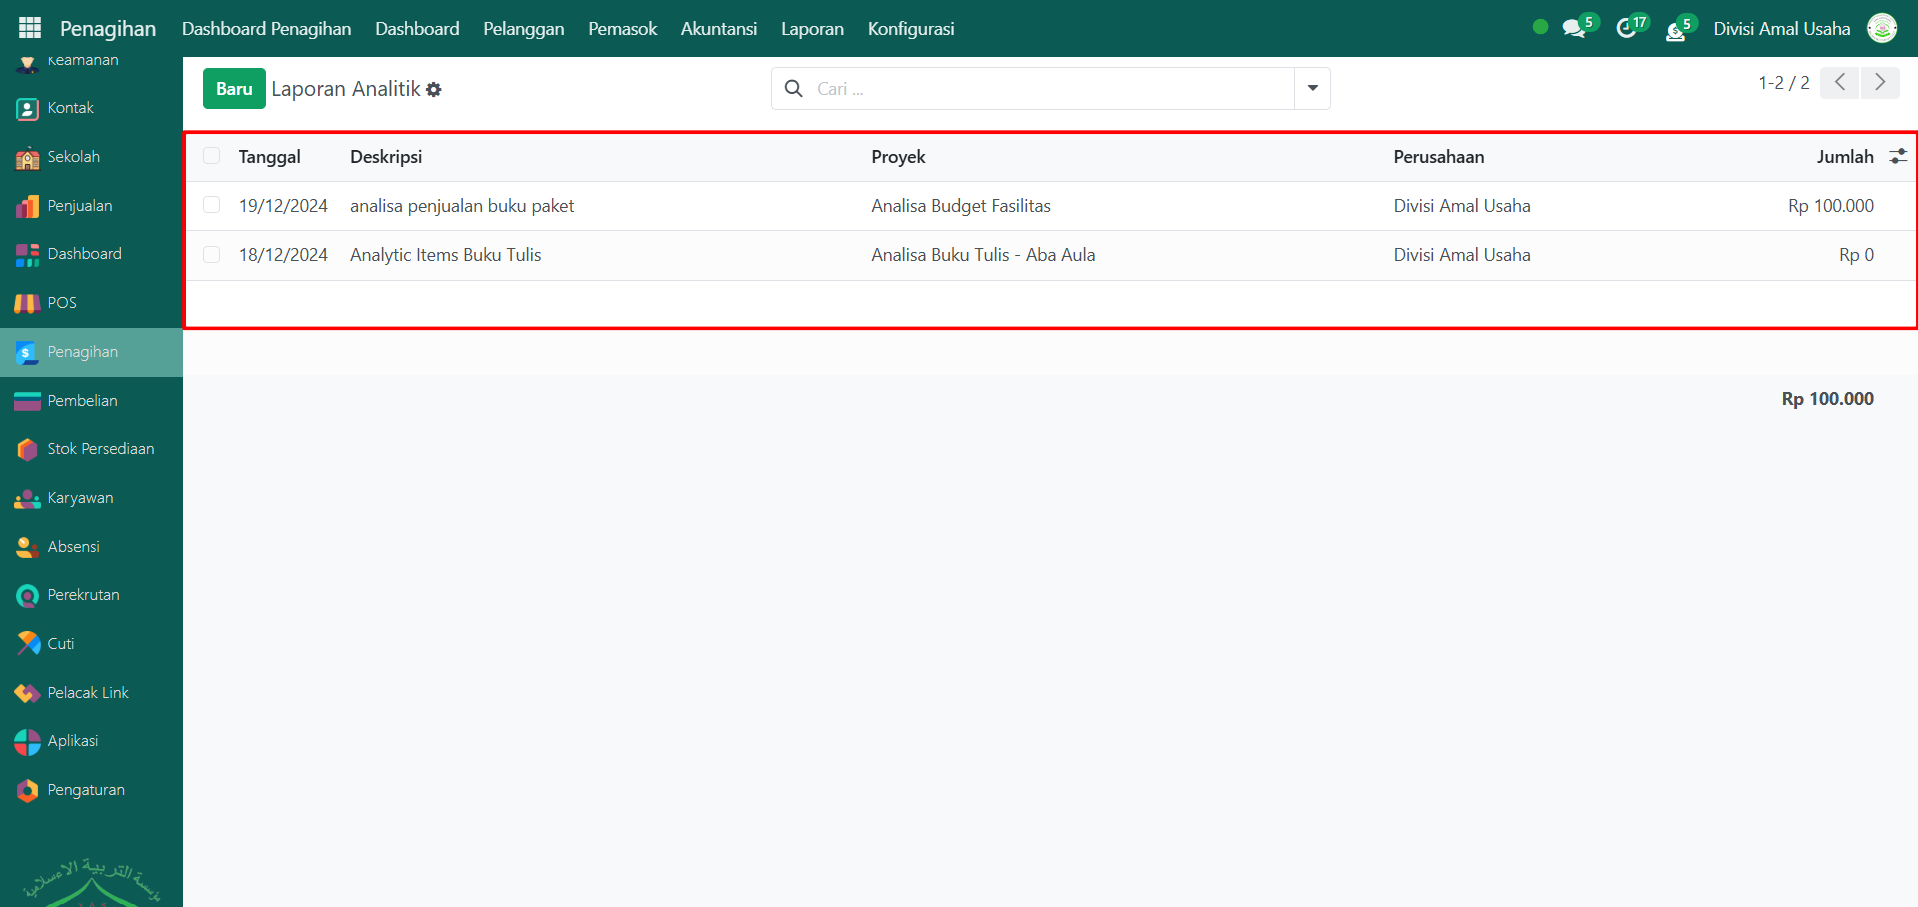 Penagihan Dashboard Penagihan Dashboard Pelanggan Pemasok Akuntansi Laporan Konfigurasi 5 17 5 Divisi Amal Usaha
Keamanan
Kontak
Sekolah
Penjualan
Dashboard
POS
Penagihan
Pembelian
Stok Persediaan
Karyawan
Absensi
Perekrutan
Cuti
Pelacak Link
Aplikasi
Pengaturan
مؤسسة التربية الإسلامية
Baru Laporan Analitik Cari ... 1-2 / 2
Tanggal Deskripsi Proyek Perusahaan Jumlah
19/12/2024 analisa penjualan buku paket Analisa Budget Fasilitas Divisi Amal Usaha Rp 100.000
18/12/2024 Analytic Items Buku Tulis Analisa Buku Tulis - Aba Aula Divisi Amal Usaha Rp 0
Rp 100.000